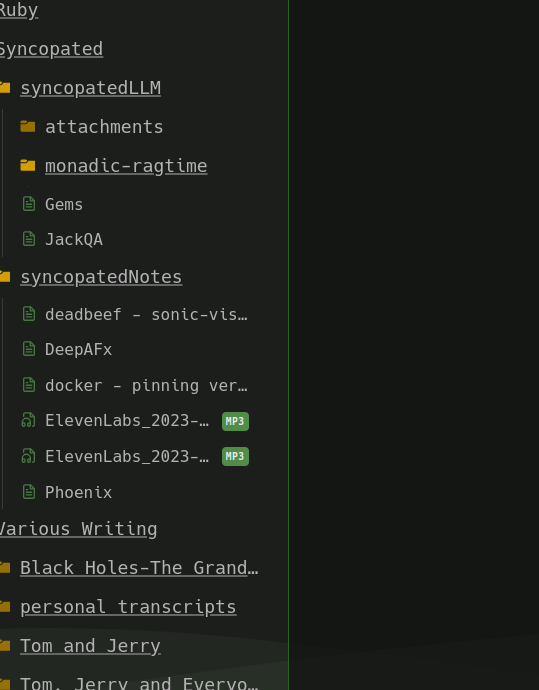 Ruby
Syncopated
syncopatedLLM
attachments
monadic-ragtime
Gems
JackQA
syncopatedNotes
deadbeef - sonic-vis…
DeepAFx
docker - pinning ver…
ElevenLabs_2023-… MP3
ElevenLabs_2023-… MP3
Phoenix
Various Writing
Black Holes-The Grand…
personal transcripts
Tom and Jerry
Tom, Jerry and Everyo…